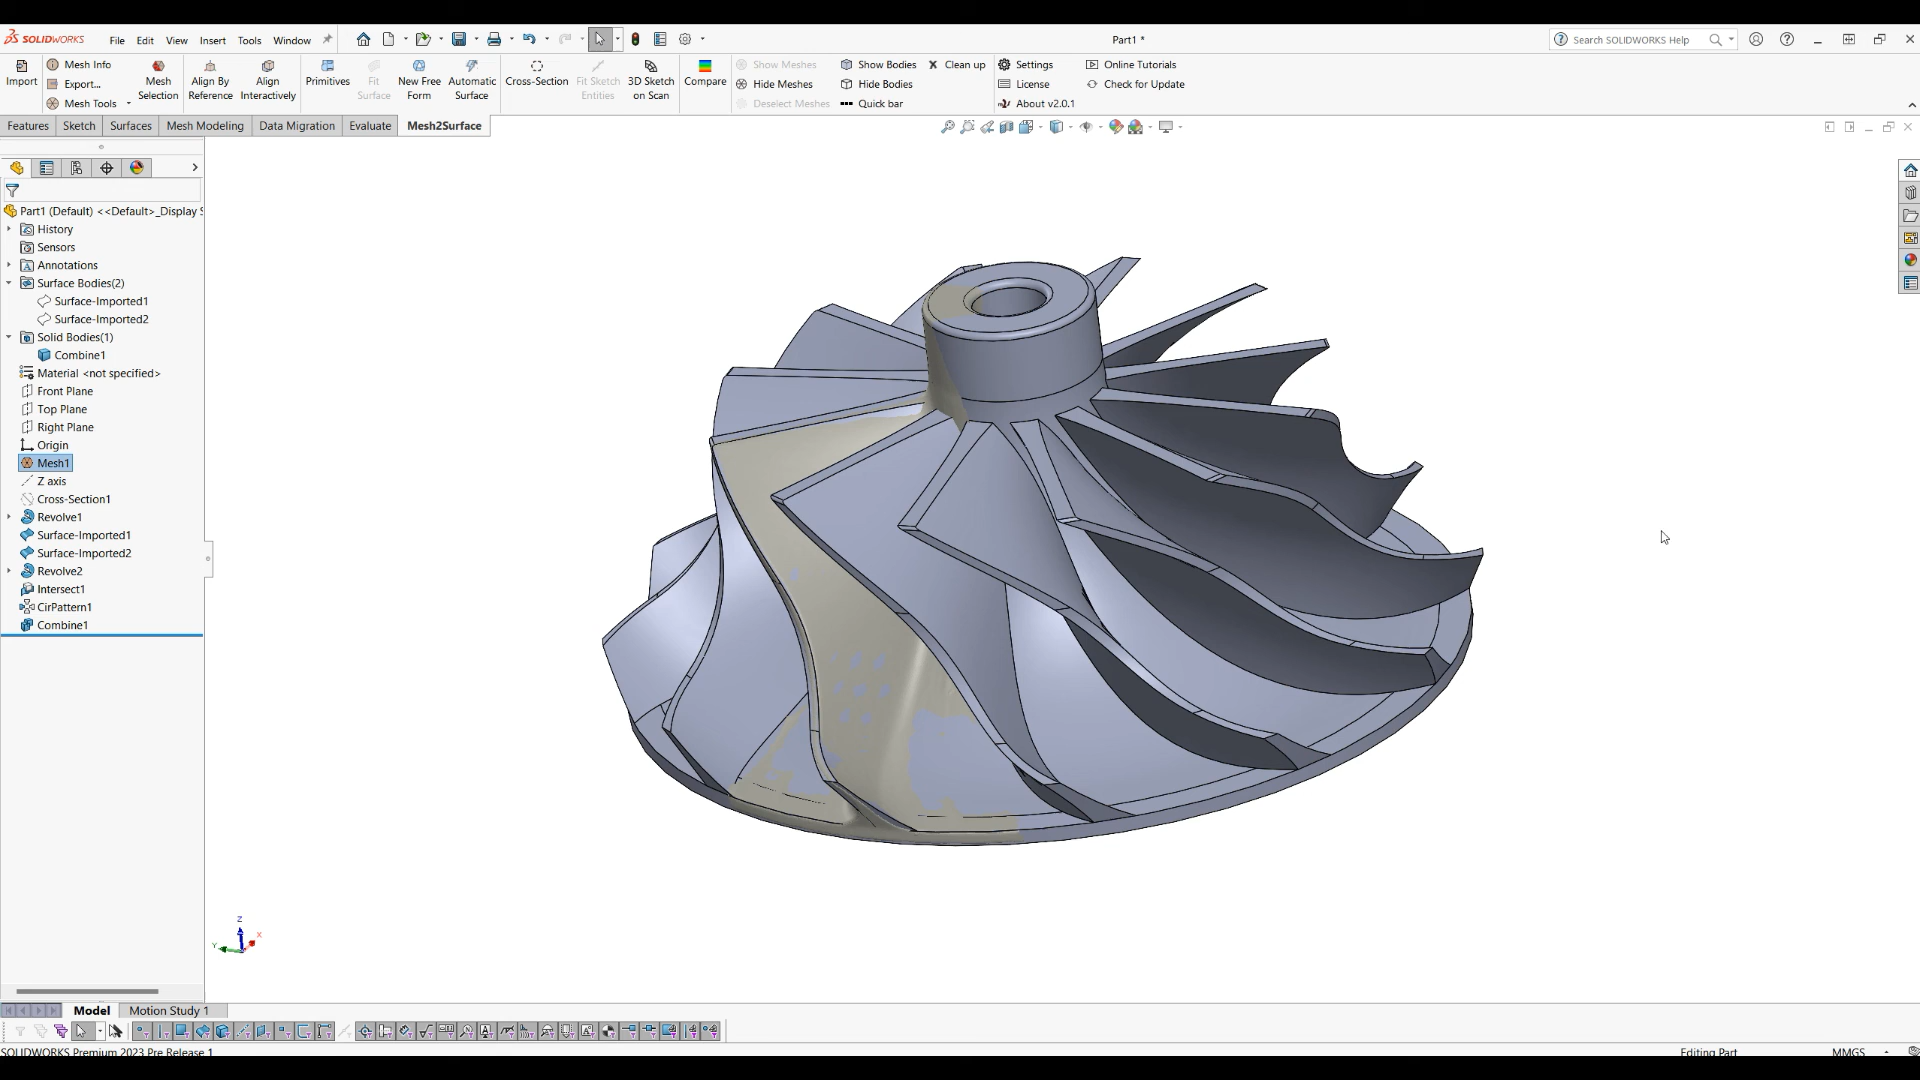 SOLIDWORKS File Edit View Insert Tools Window Part1 * Search SOLIDWORKS Help
Import
Mesh Info
Export...
Mesh Tools
Mesh Selection
Align By Reference
Align Interactively
Primitives
Fit Surface
New Free Form
Automatic Surface
Cross-Section
Fit Sketch Entities
3D Sketch on Scan
Compare
Show Meshes
Hide Meshes
Deselect Meshes
Show Bodies
Hide Bodies
Quick bar
Clean up
Settings
License
About v2.0.1
Online Tutorials
Check for Update
Features Sketch Surfaces Mesh Modeling Data Migration Evaluate Mesh2Surface
Part1 (Default) <<Default>_Display S
History
Sensors
Annotations
Surface Bodies(2)
Surface-Imported1
Surface-Imported2
Solid Bodies(1)
Combine1
Material <not specified>
Front Plane
Top Plane
Right Plane
Origin
Mesh1
Z axis
Cross-Section1
Revolve1
Surface-Imported1
Surface-Imported2
Revolve2
Intersect1
CirPattern1
Combine1
Z
X
Y
Model Motion Study 1
SOLIDWORKS Premium 2023 Pre Release 1 Editing Part MMGS